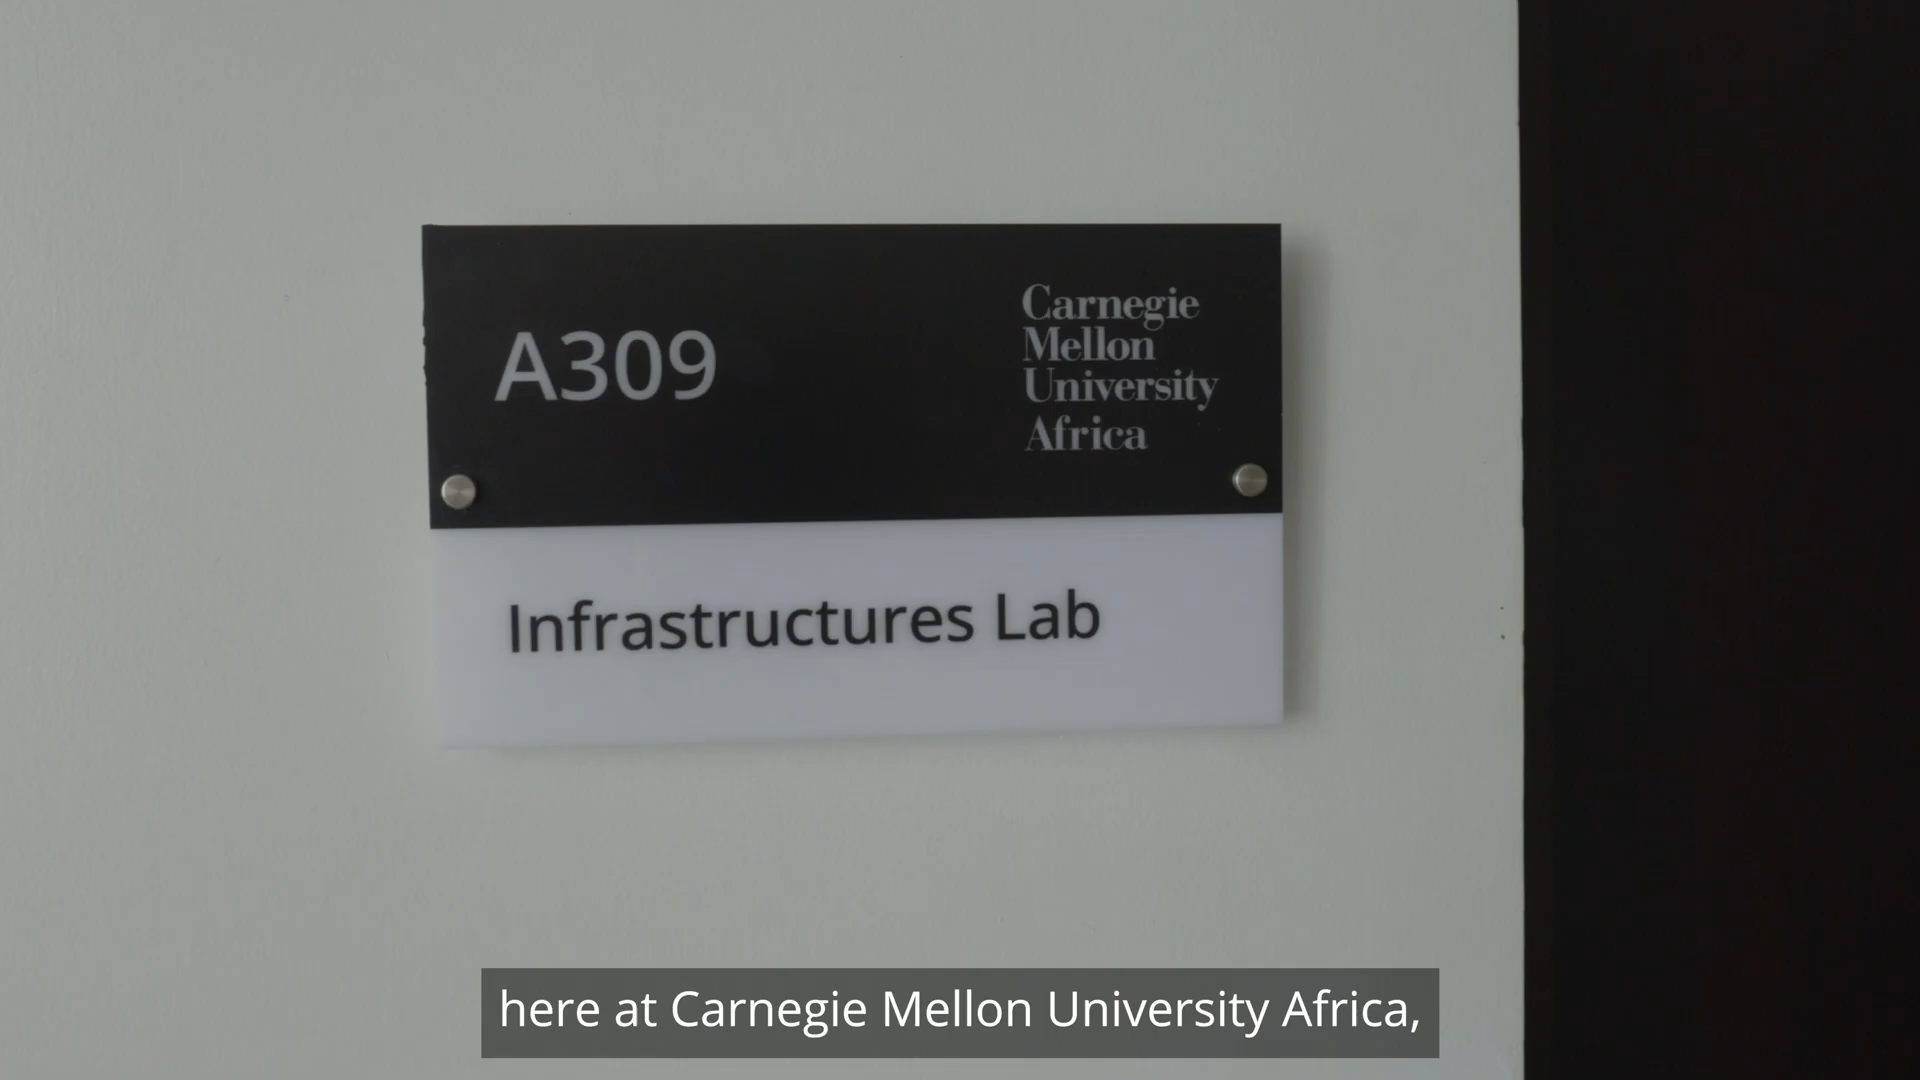 A309
Carnegie
Mellon
University
Africa
Infrastructures Lab
here at Carnegie Mellon University Africa,